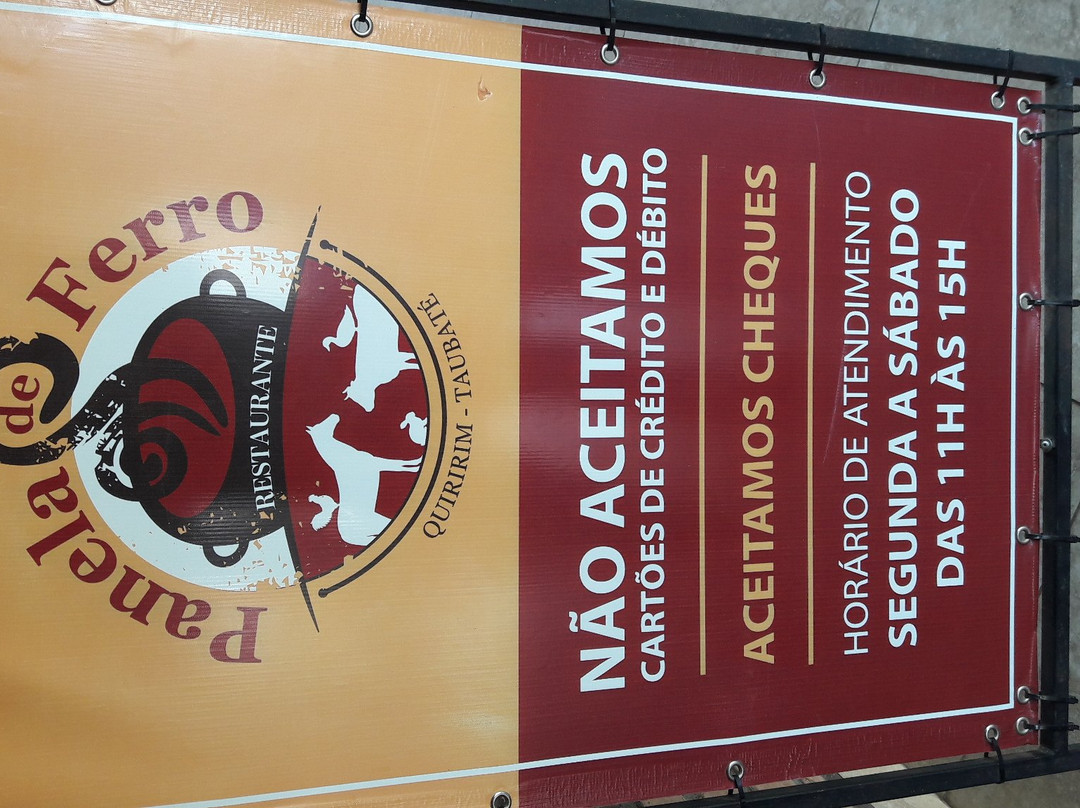 Panela de Ferro
RESTAURANTE
QUIRIRIM - TAUBATÉ
NÃO ACEITAMOS
CARTÕES DE CRÉDITO E DÉBITO
ACEITAMOS CHEQUES
HORÁRIO DE ATENDIMENTO
SEGUNDA A SÁBADO
DAS 11H ÀS 15H